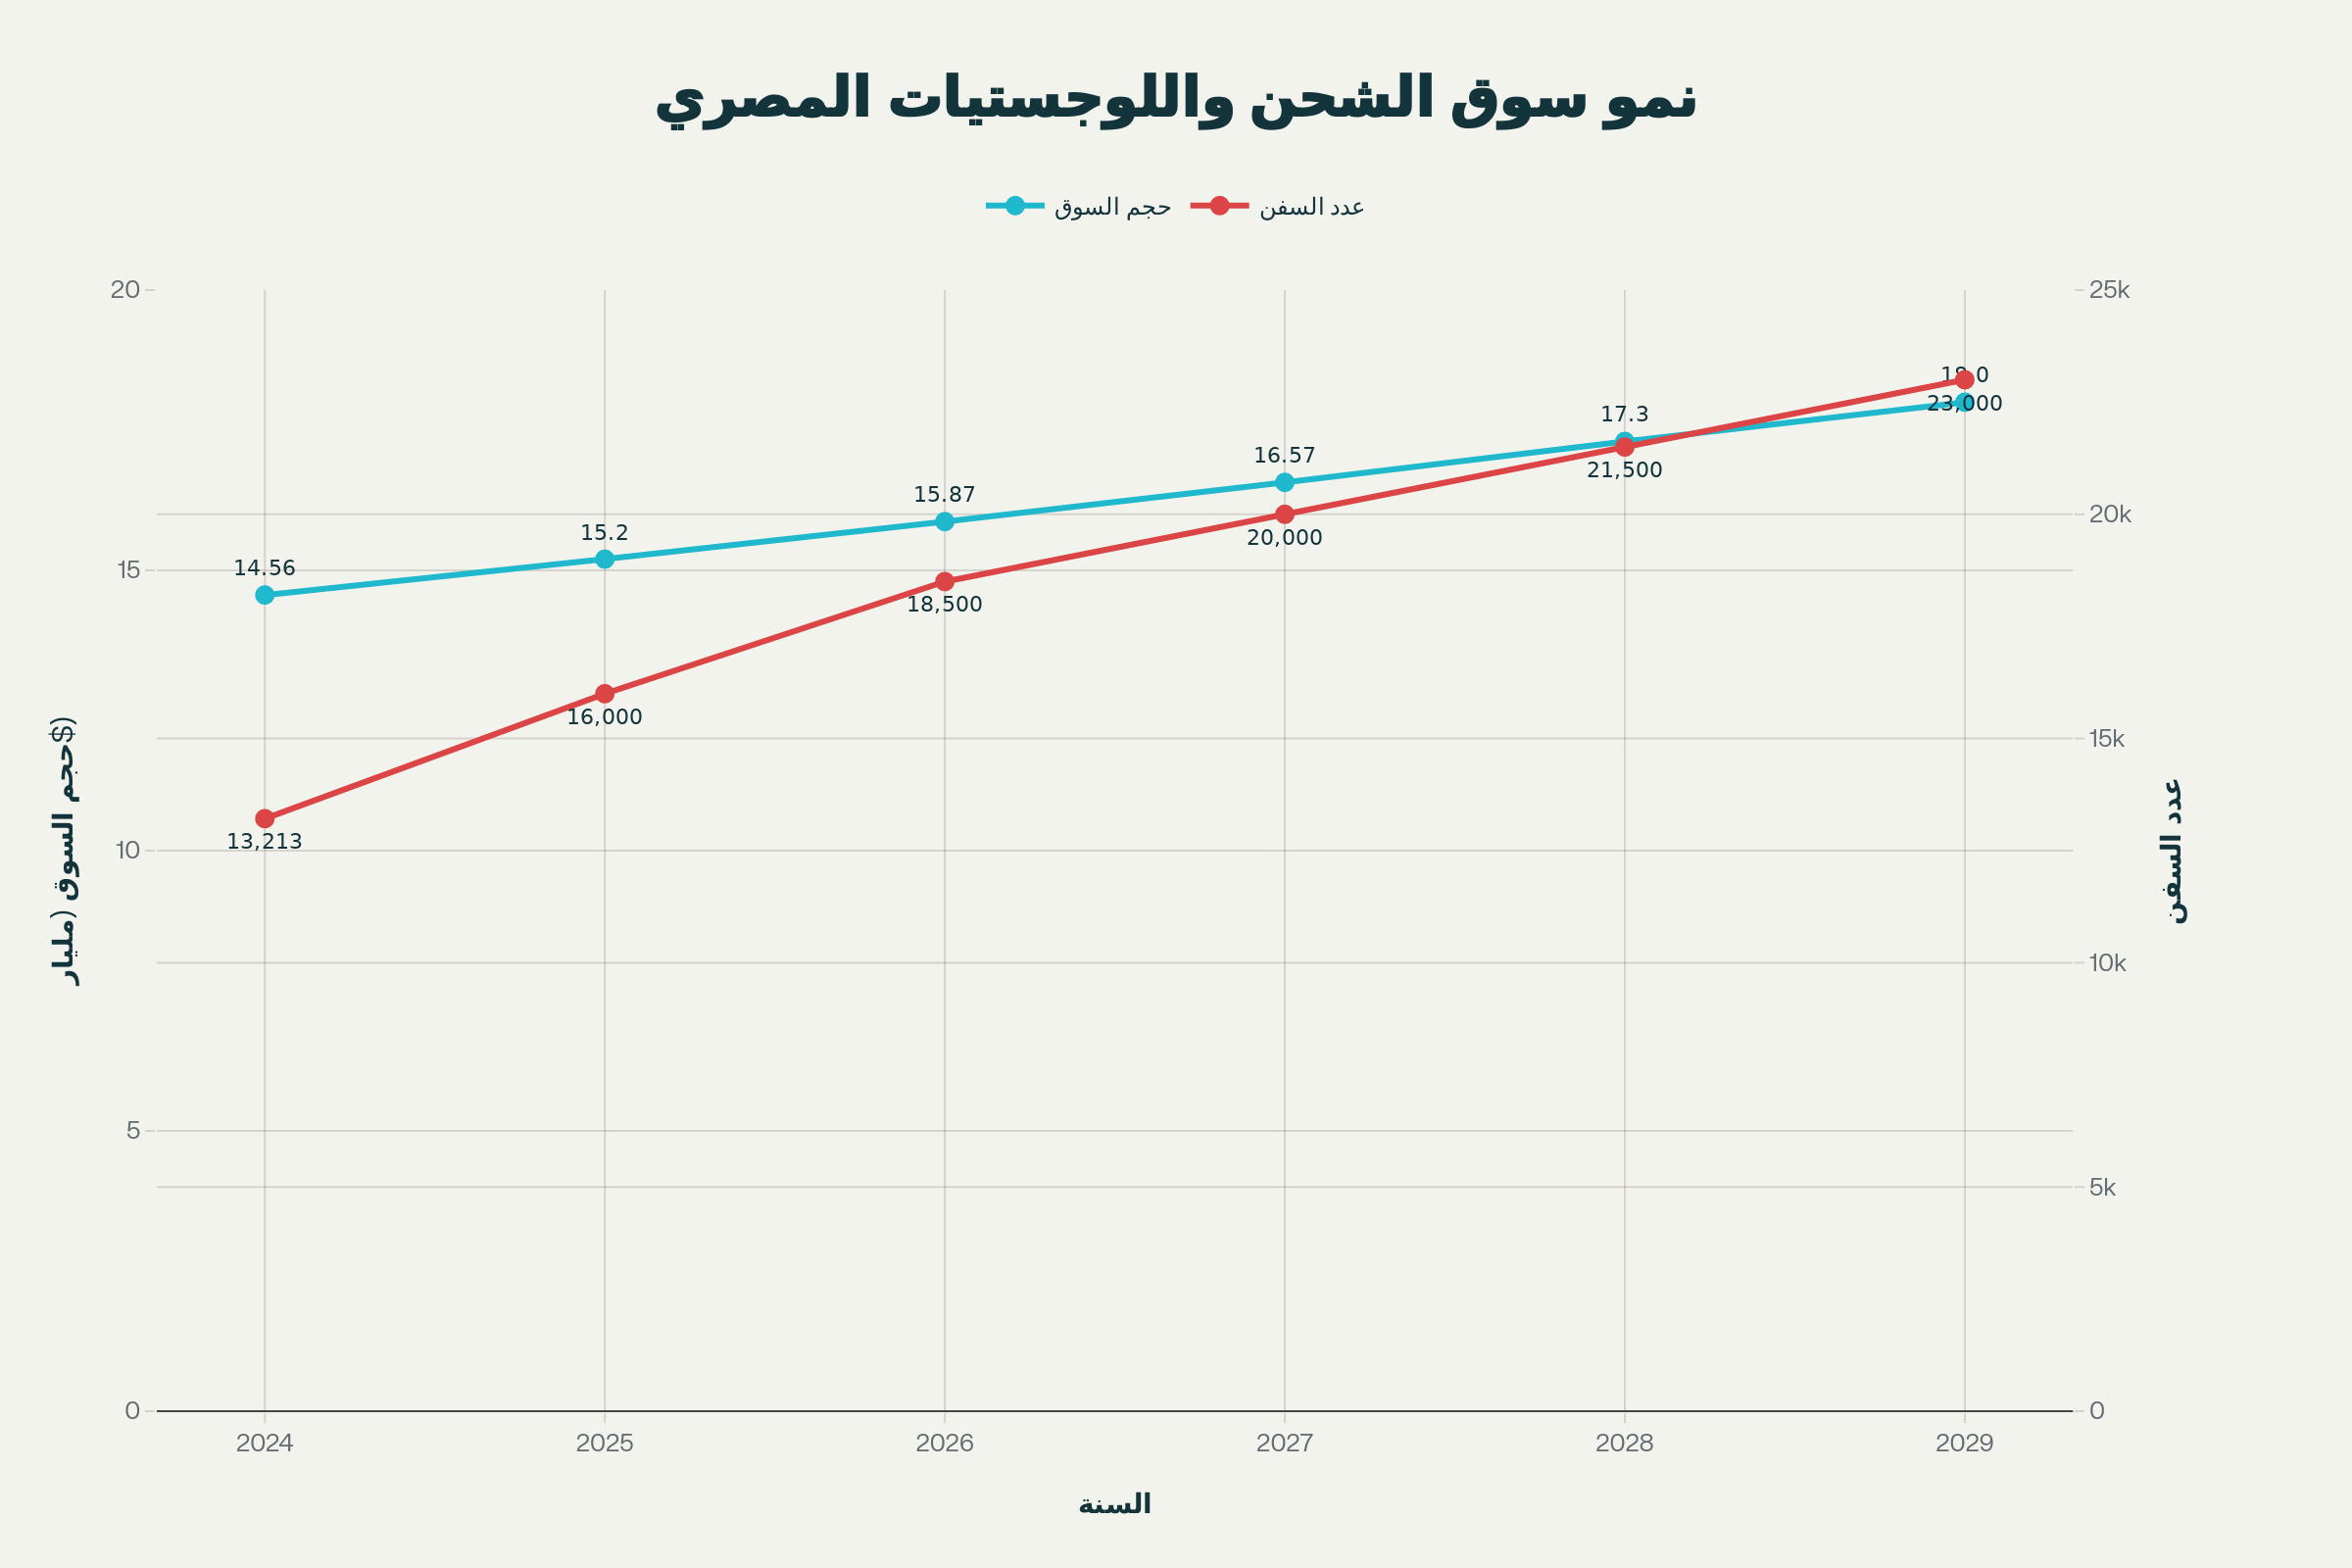 نمو سوق الشحن واللوجستيات المصري
حجم السوق
عدد السفن
20
15
10
5
0
25k
20k
15k
10k
5k
0
حجم السوق (مليار $)
عدد السفن
14.56
15.2
15.87
16.57
17.3
18.0
13,213
16,000
18,500
20,000
21,500
23,000
2024
2025
2026
2027
2028
2029
السنة